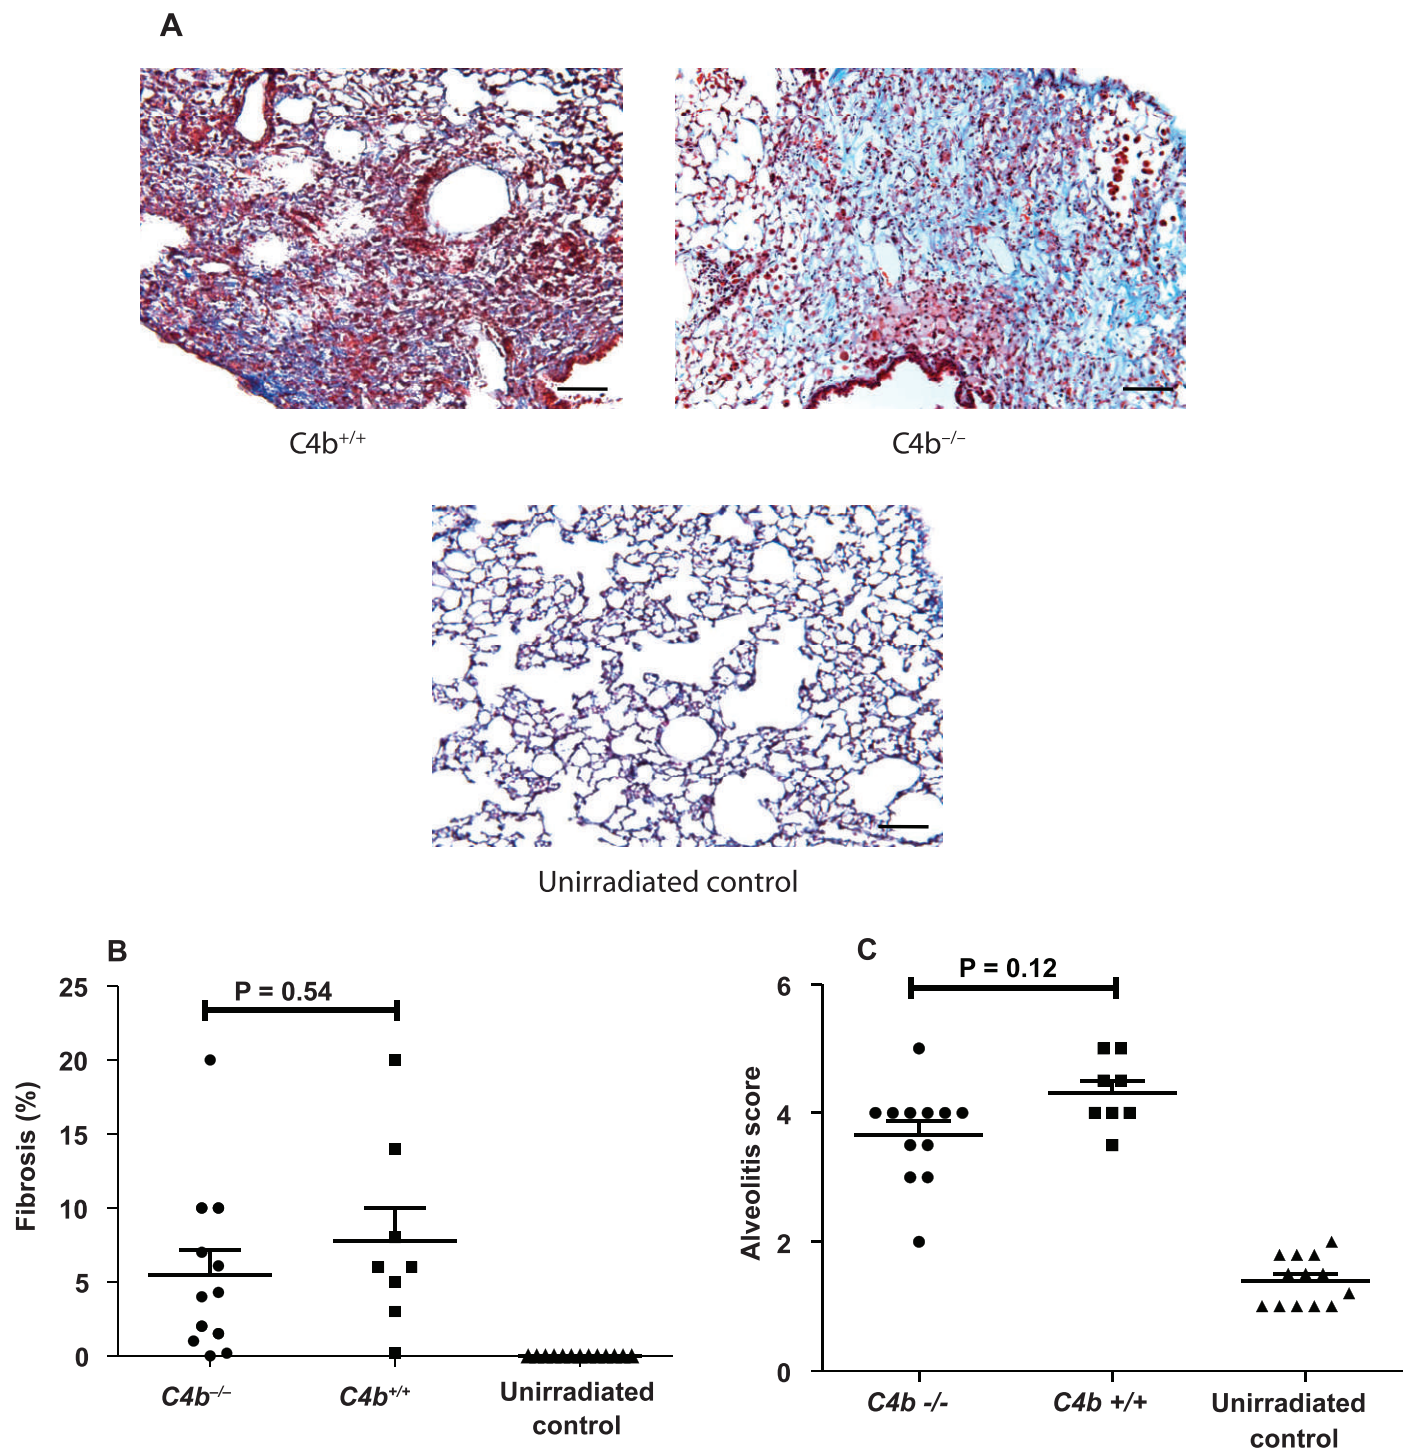 A
C4b+/+
C4b−/−
Unirradiated control
B
P = 0.54
25
20
15
10
5
0
Fibrosis (%)
C4b−/−
C4b+/+
Unirradiated
control
C
P = 0.12
6
4
2
0
Alveolitis score
C4b -/-
C4b +/+
Unirradiated
control